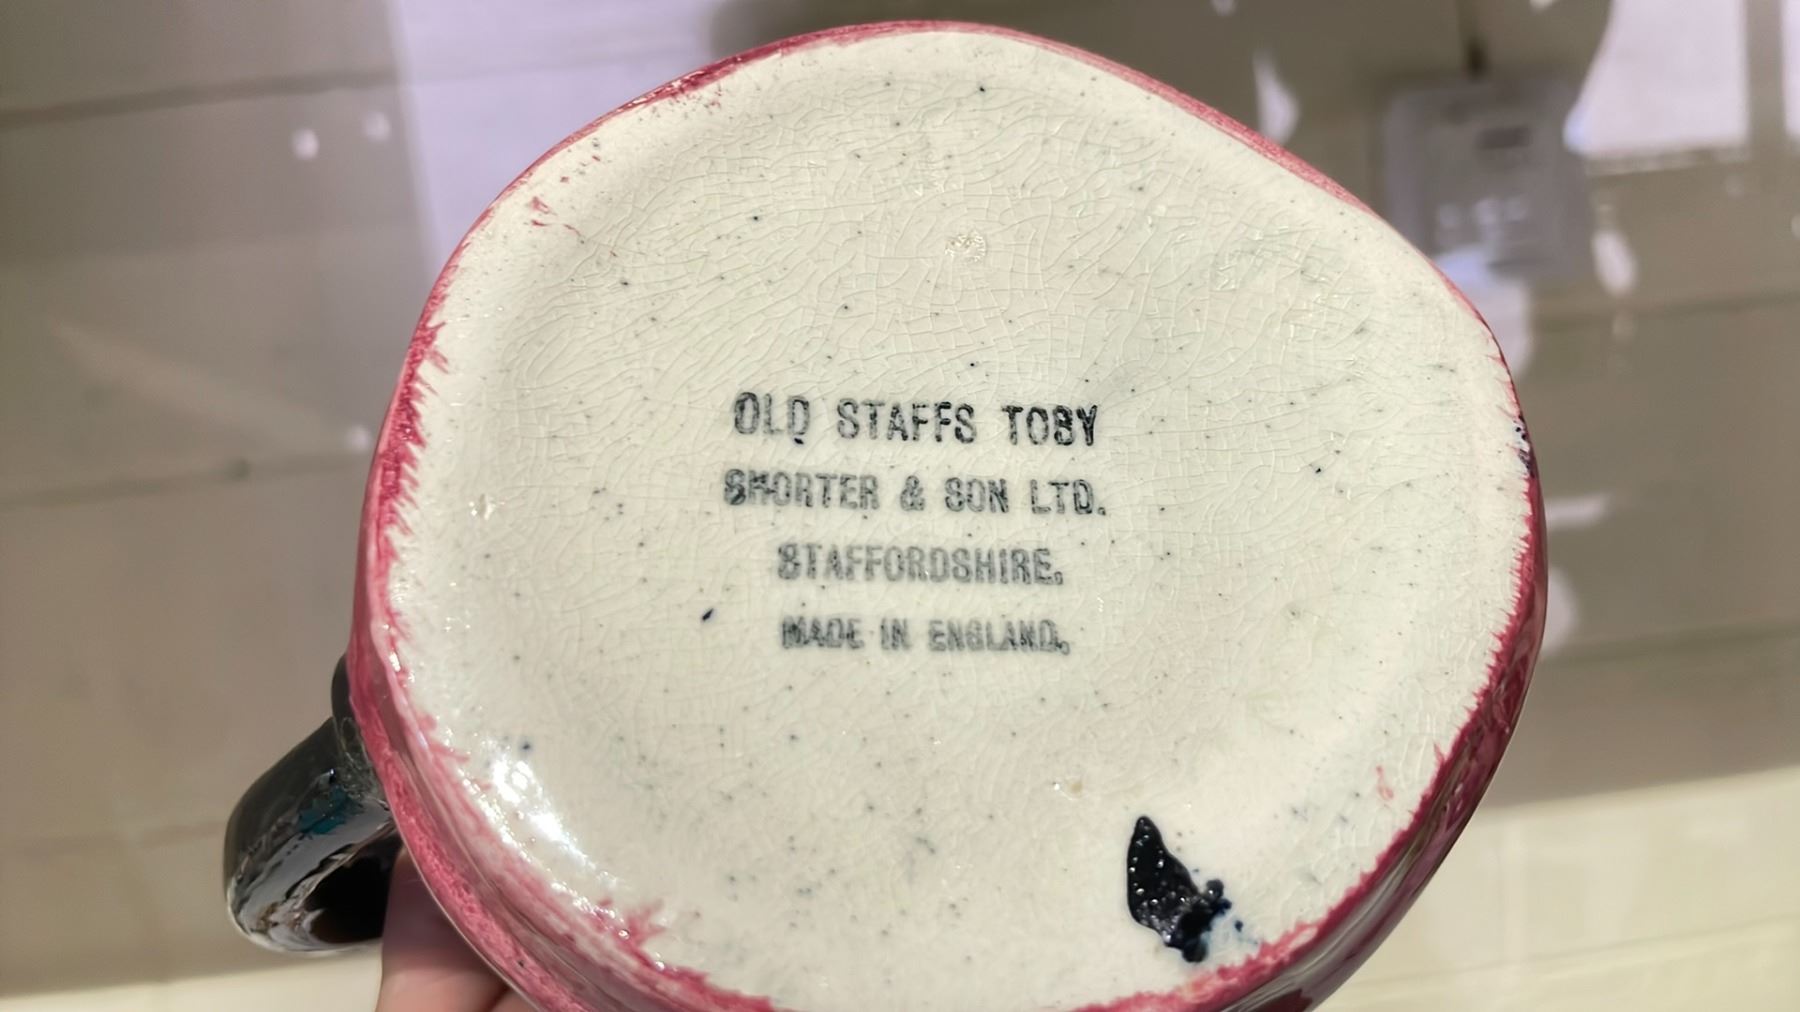 OLD STAFFS TOBY
SHORTER & SON LTD.
STAFFORDSHIRE.
MADE IN ENGLAND.